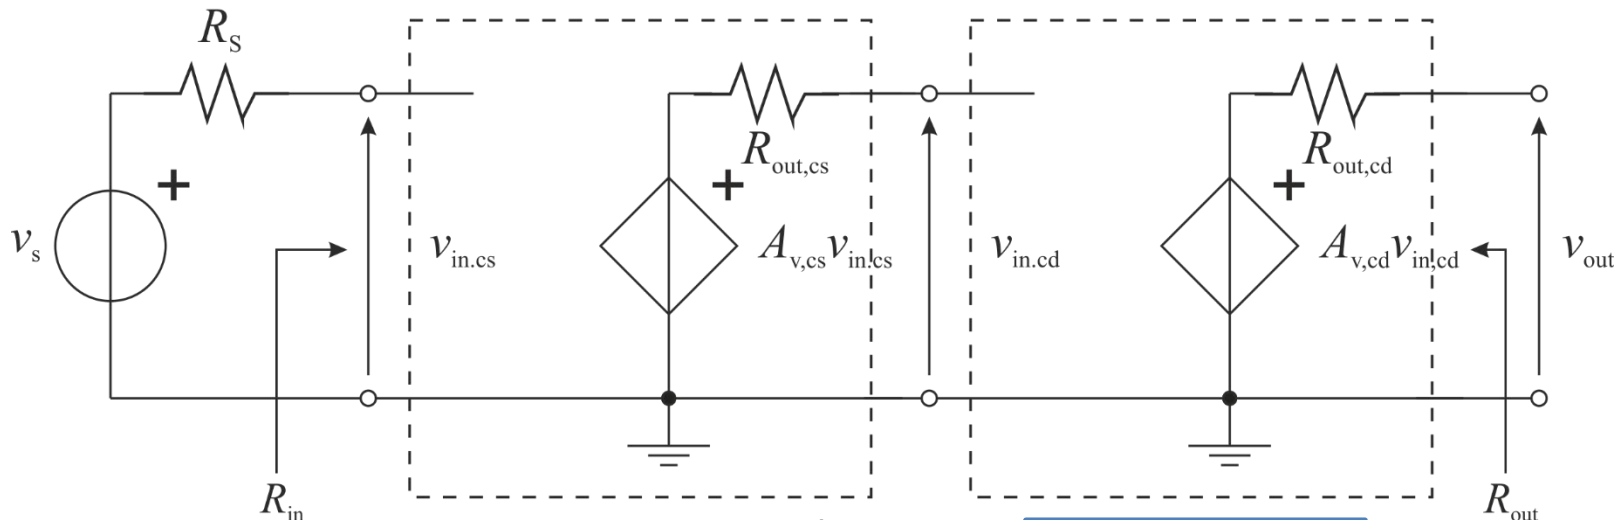 R_S
+
v_s
R_in
v_in.cs
R_out,cs
+
A_v,cs v_in.cs
v_in.cd
R_out,cd
+
A_v,cd v_in,cd
v_out
R_out